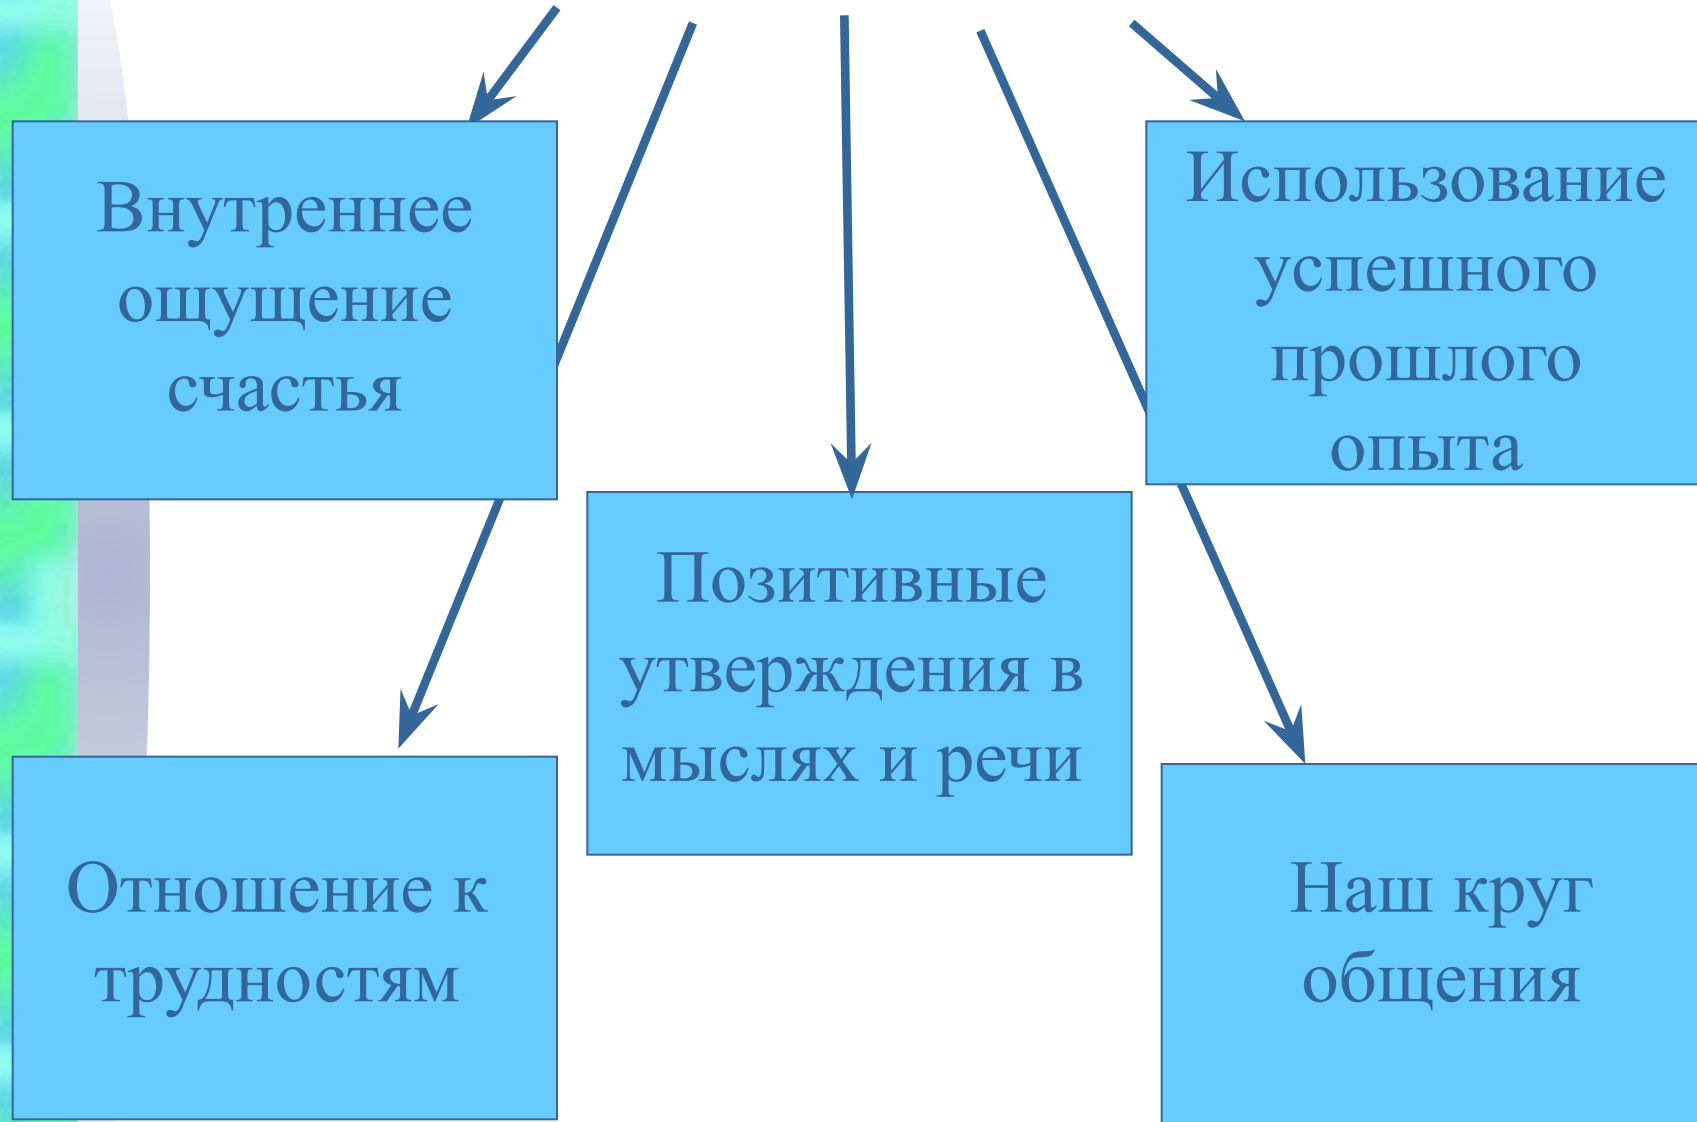 Внутреннее
ощущение
счастья
Использование
успешного
прошлого
опыта
Позитивные
утверждения в
мыслях и речи
Отношение к
трудностям
Наш круг
общения